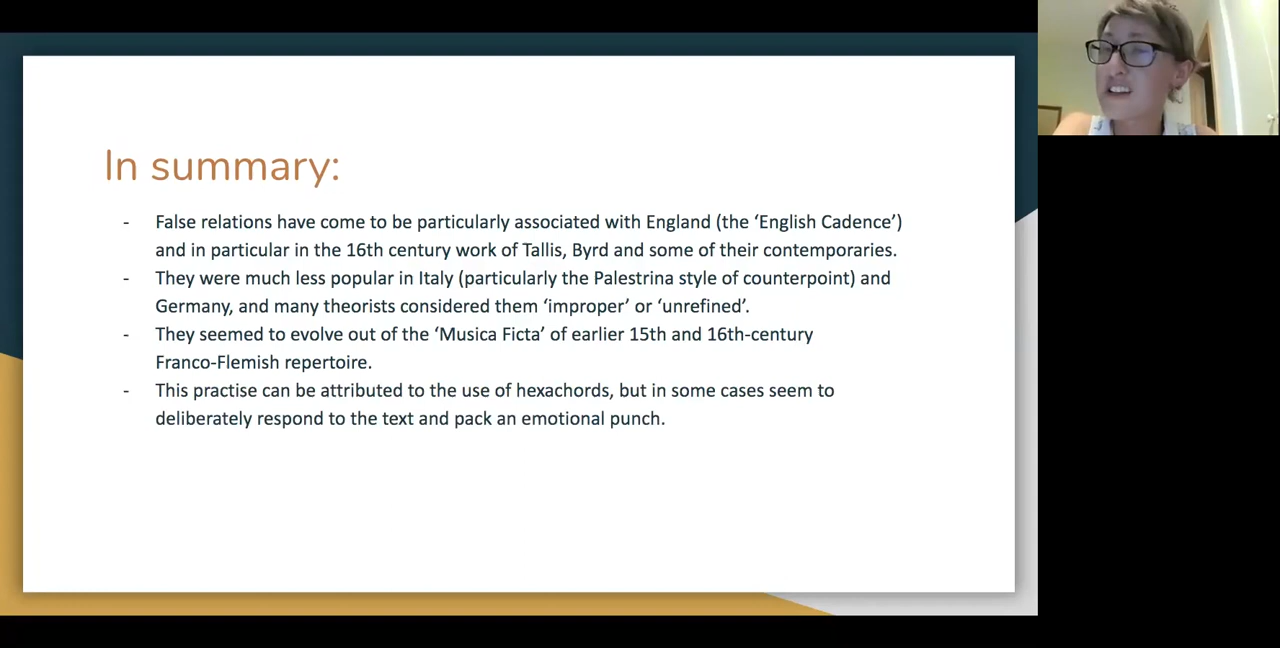 In summary:
- False relations have come to be particularly associated with England (the ‘English Cadence’)
and in particular in the 16th century work of Tallis, Byrd and some of their contemporaries.
- They were much less popular in Italy (particularly the Palestrina style of counterpoint) and
Germany, and many theorists considered them ‘improper’ or ‘unrefined’.
- They seemed to evolve out of the ‘Musica Ficta’ of earlier 15th and 16th-century
Franco-Flemish repertoire.
- This practise can be attributed to the use of hexachords, but in some cases seem to
deliberately respond to the text and pack an emotional punch.